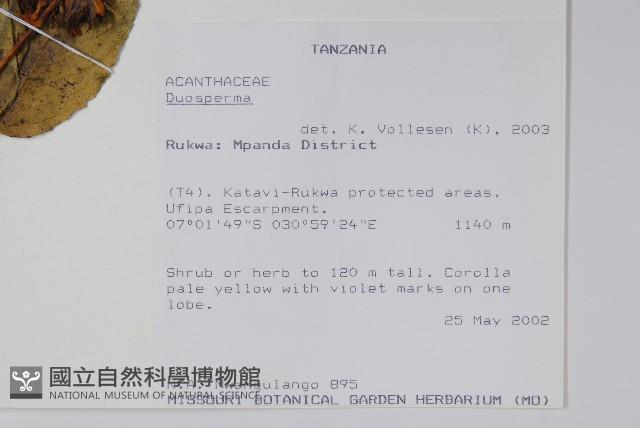 TANZANIA
ACANTHACEAE
Duosperma
det. K. Vollesen (K), 2003
Rukwa: Mpanda District
(T4). Katavi-Rukwa protected areas.
Ufipa Escarpment.
07°01'49"S 030°59'24"E 1140 m
Shrub or herb to 120 m tall. Corolla
pale yellow with violet marks on one
lobe.
25 May 2002
國立自然科學博物館
NATIONAL MUSEUM OF NATURAL SCIENCE
895
MISSOURI BOTANICAL GARDEN HERBARIUM (MO)